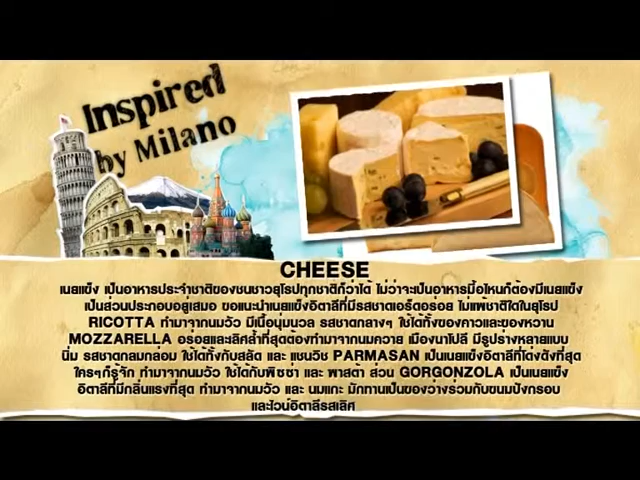 Inspired
by Milano
CHEESE
เนยแข็ง เป็นอาหารประจำชาติของชนชาวยุโรปทุกชาติก็ว่าได้ ไม่ว่าจะเป็นอาหารมื้อไหนก็ต้องมีเนยแข็ง
เป็นส่วนประกอบอยู่เสมอ ขอแนะนำเนยแข็งอิตาลีที่มีรสชาดเอร็ดอร่อย ไม่แพ้ชาติใดในยุโรป
RICOTTA ทำมาจากนมวัว มีเนื้อนุ่มนวล รสชาดกลางๆ ใช้ได้ทั้งของคาวและของหวาน
MOZZARELLA อร่อยและเลิศล้ำที่สุดต้องทำมาจากนมควาย เมืองนาโปลี มีรูปร่างหลายแบบ
นิ่ม รสชาดกลมกล่อม ใช้ได้ทั้งกับสลัด และ แซนวิช PARMASAN เป็นเนยแข็งอิตาลีที่โด่งดังที่สุด
ใครๆก็รู้จัก ทำมาจากนมวัว ใช้ได้กับพิซซ่า และ พาสต้า ส่วน GORGONZOLA เป็นเนยแข็ง
อิตาลีที่มีกลิ่นแรงที่สุด ทำมาจากนมวัว และ นมแกะ มักทานเป็นของว่างร่วมกับขนมปังกรอบ
และไวน์อิตาลีรสเลิศ